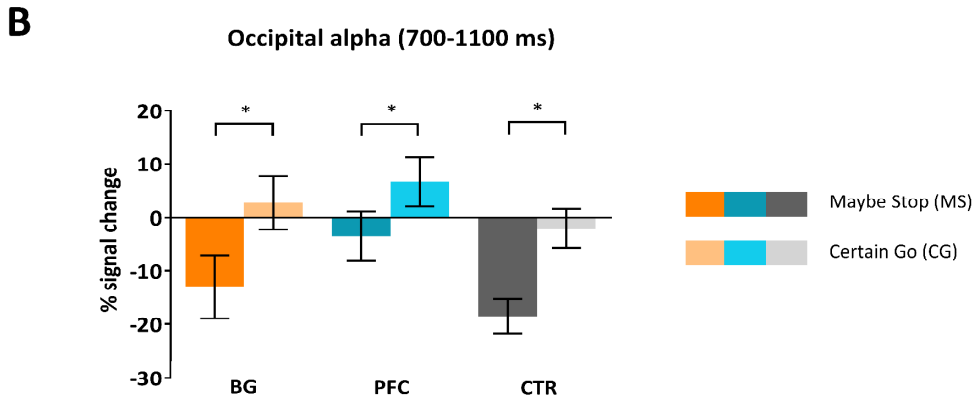 B
Occipital alpha (700-1100 ms)
% signal change
20
10
0
-10
-20
-30
*
*
*
BG
PFC
CTR
Maybe Stop (MS)
Certain Go (CG)